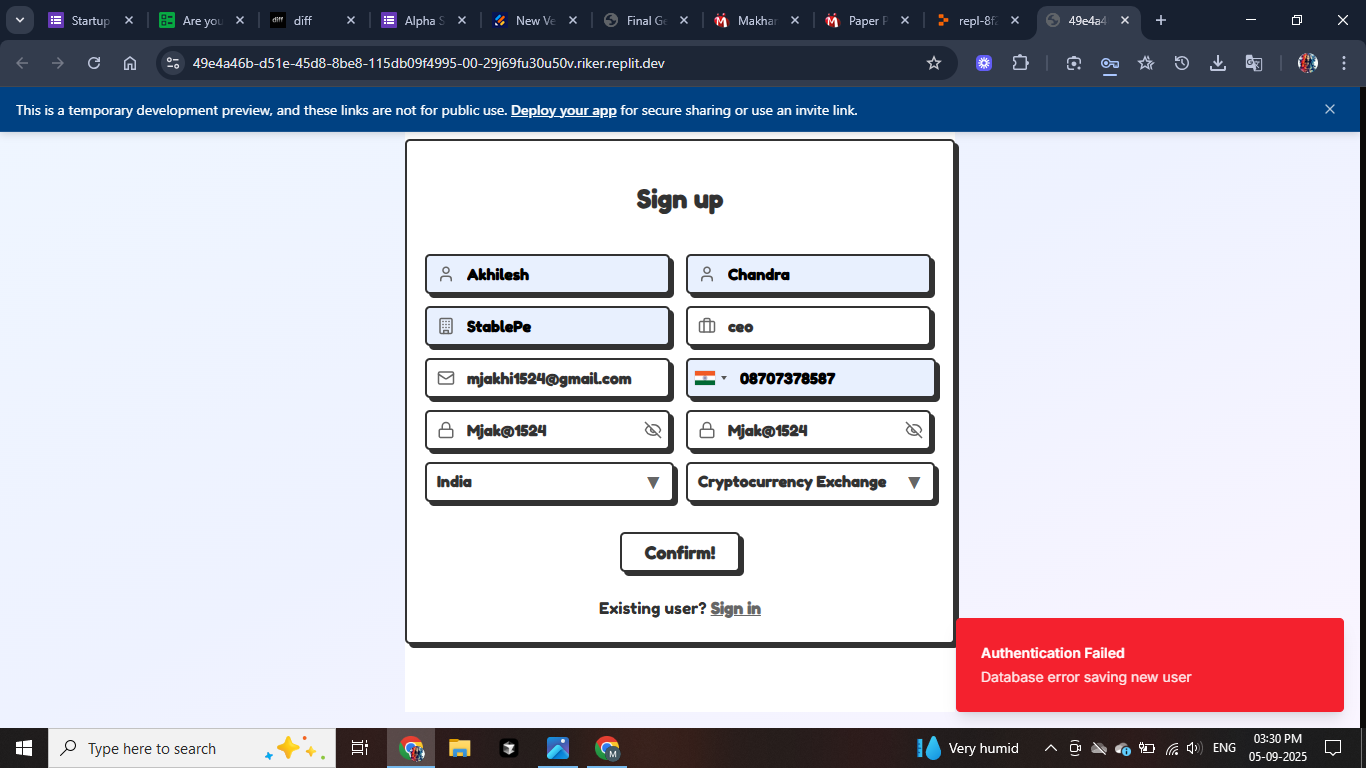 Startup
Are you
diff
diff
Alpha S
New Ve
Final Ge
Makhar
Paper P
repl-8f2
49e4a4
49e4a46b-d51e-45d8-8be8-115db09f4995-00-29j69fu30u50v.riker.replit.dev
This is a temporary development preview, and these links are not for public use. Deploy your app for secure sharing or use an invite link.
Sign up
Akhilesh
Chandra
StablePe
ceo
mjakhi1524@gmail.com
08707378587
Mjak@1524
Mjak@1524
India
Cryptocurrency Exchange
Confirm!
Existing user? Sign in
Authentication Failed
Database error saving new user
Type here to search
M
Very humid
ENG
03:30 PM
05-09-2025